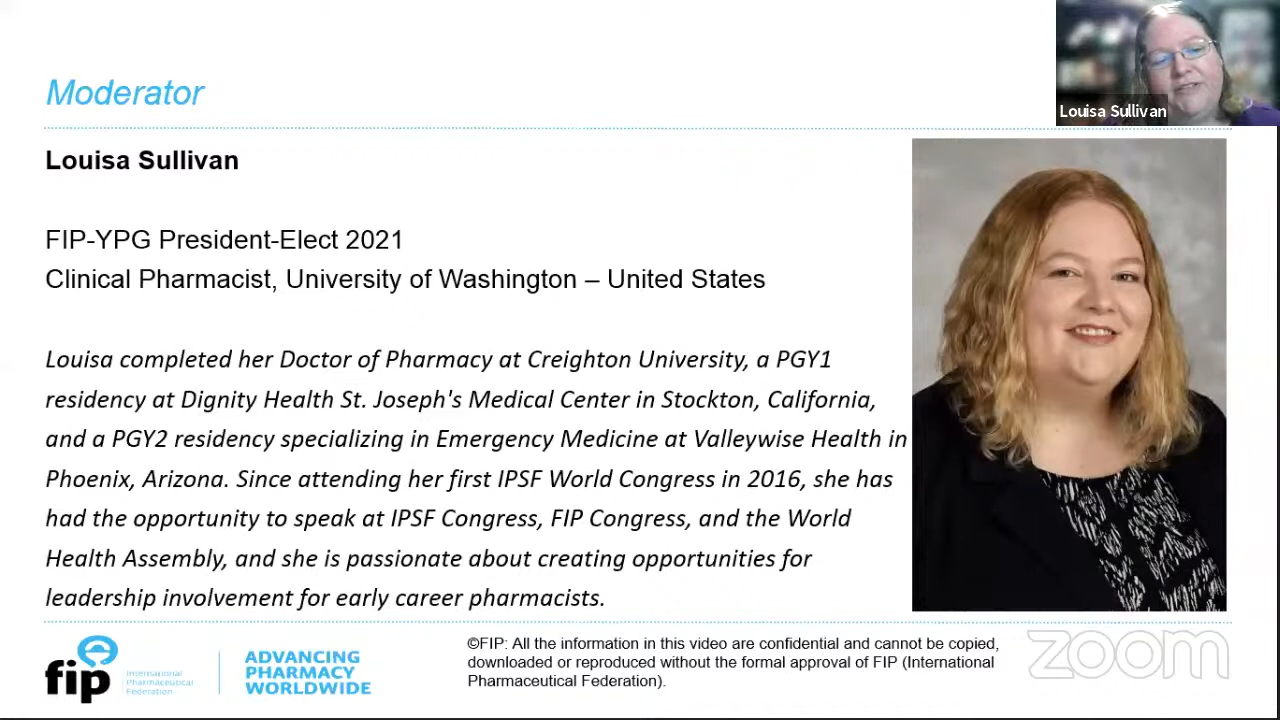 Moderator
Louisa Sullivan
Louisa Sullivan
FIP-YPG President-Elect 2021
Clinical Pharmacist, University of Washington – United States
Louisa completed her Doctor of Pharmacy at Creighton University, a PGY1
residency at Dignity Health St. Joseph's Medical Center in Stockton, California,
and a PGY2 residency specializing in Emergency Medicine at Valleywise Health in
Phoenix, Arizona. Since attending her first IPSF World Congress in 2016, she has
had the opportunity to speak at IPSF Congress, FIP Congress, and the World
Health Assembly, and she is passionate about creating opportunities for
leadership involvement for early career pharmacists.
fip
International
Pharmaceutical
Federation
ADVANCING
PHARMACY
WORLDWIDE
©FIP: All the information in this video are confidential and cannot be copied,
downloaded or reproduced without the formal approval of FIP (International
Pharmaceutical Federation).
zoom